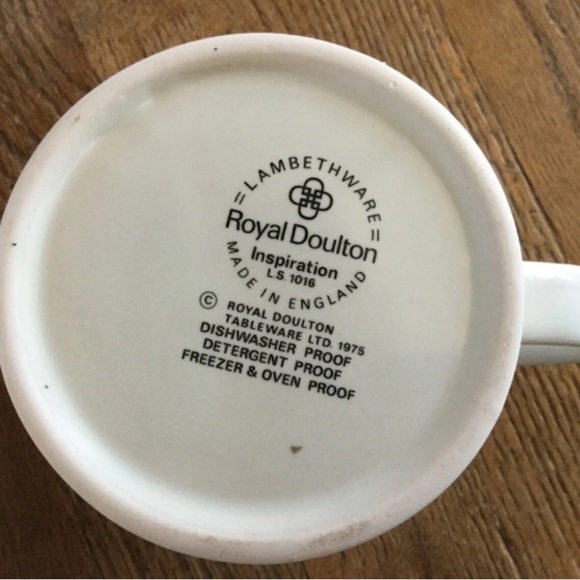 =LAMBETHWARE=
Royal Doulton
Inspiration
L.S. 1016
MADE IN ENGLAND
© ROYAL DOULTON
TABLEWARE LTD. 1975
DISHWASHER PROOF
DETERGENT PROOF
FREEZER & OVEN PROOF